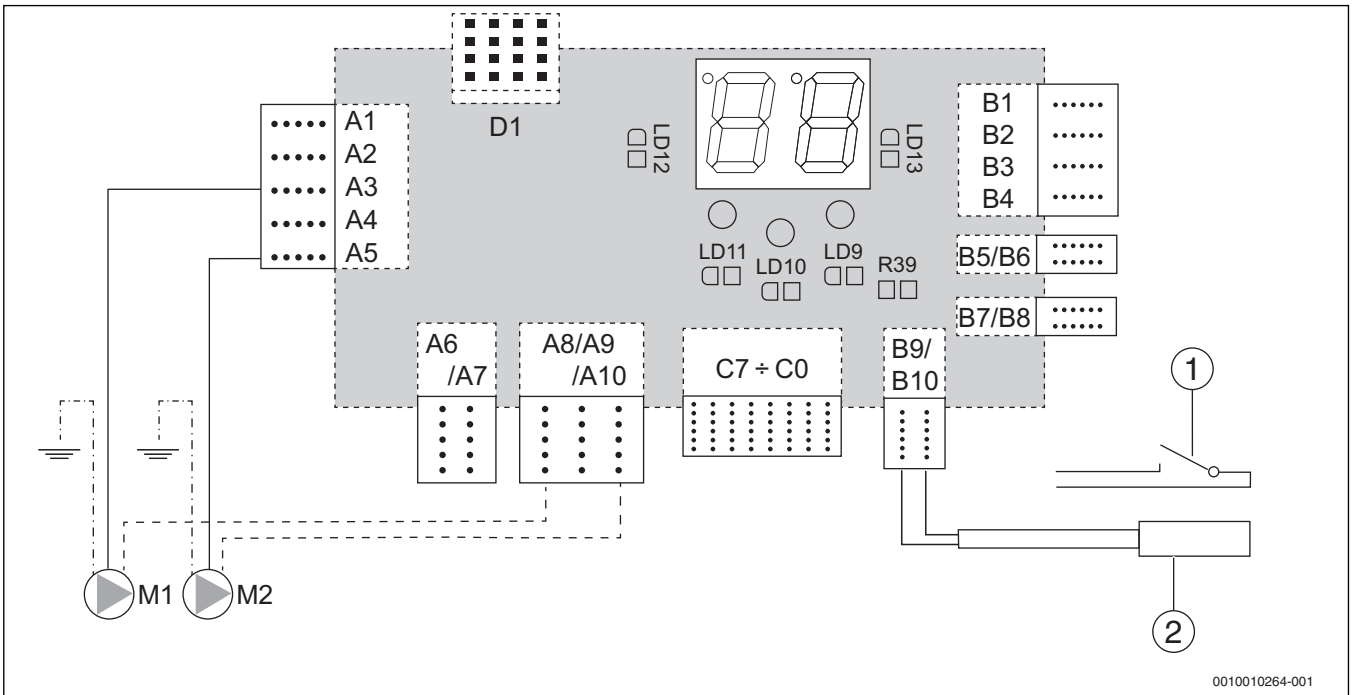 D1
LD12
LD13
A1
A2
A3
A4
A5
B1
B2
B3
B4
LD11
LD10
LD9
R39
B5/B6
B7/B8
A6
/A7
A8/A9
/A10
C7 ÷ C0
B9/
B10
1
M1
M2
2
0010010264-001